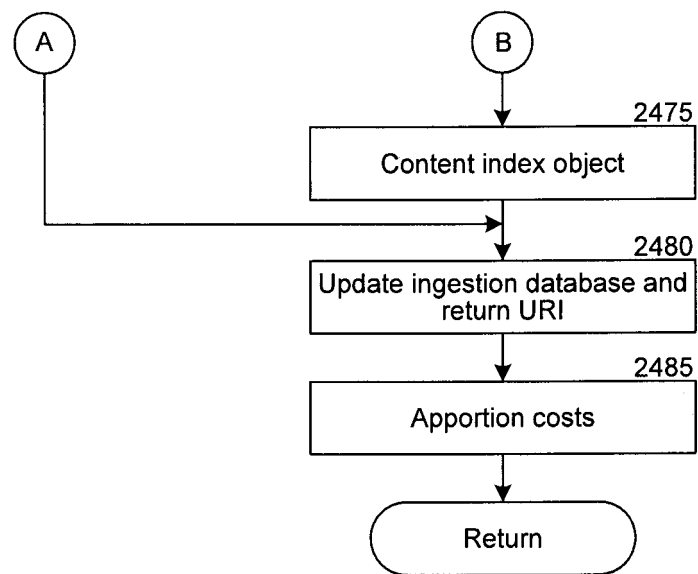 A
B
2475
Content index object
2480
Update ingestion database and
return URI
2485
Apportion costs
Return